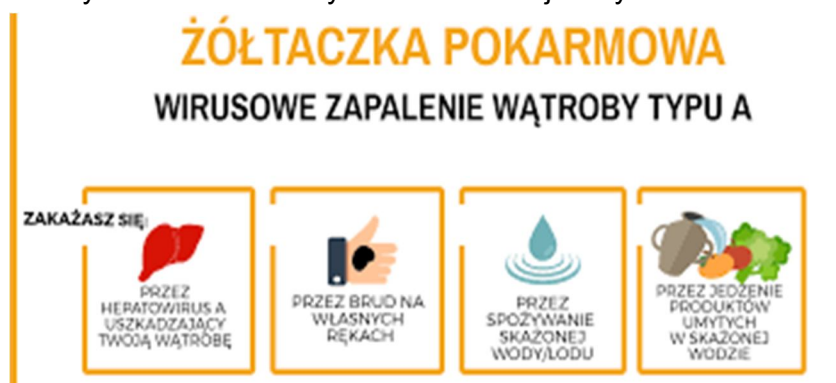 ŻÓŁTACZKA POKARMOWA
WIRUSOWE ZAPALENIE WĄTROBY TYPU A
ZAKAŻASZ SIĘ:
PRZEZ
HEPATOWIRUS A
USZKADZAJĄCY
TWOJĄ WĄTROBĘ
PRZEZ BRUD NA
WŁASNYCH
RĘKACH
PRZEZ
SPOŻYWANIE
SKAŻONEJ
WODY/LODU
PRZEZ JEDZENIE
PRODUKTÓW
UMYTYCH
W SKAŻONEJ
WODZIE